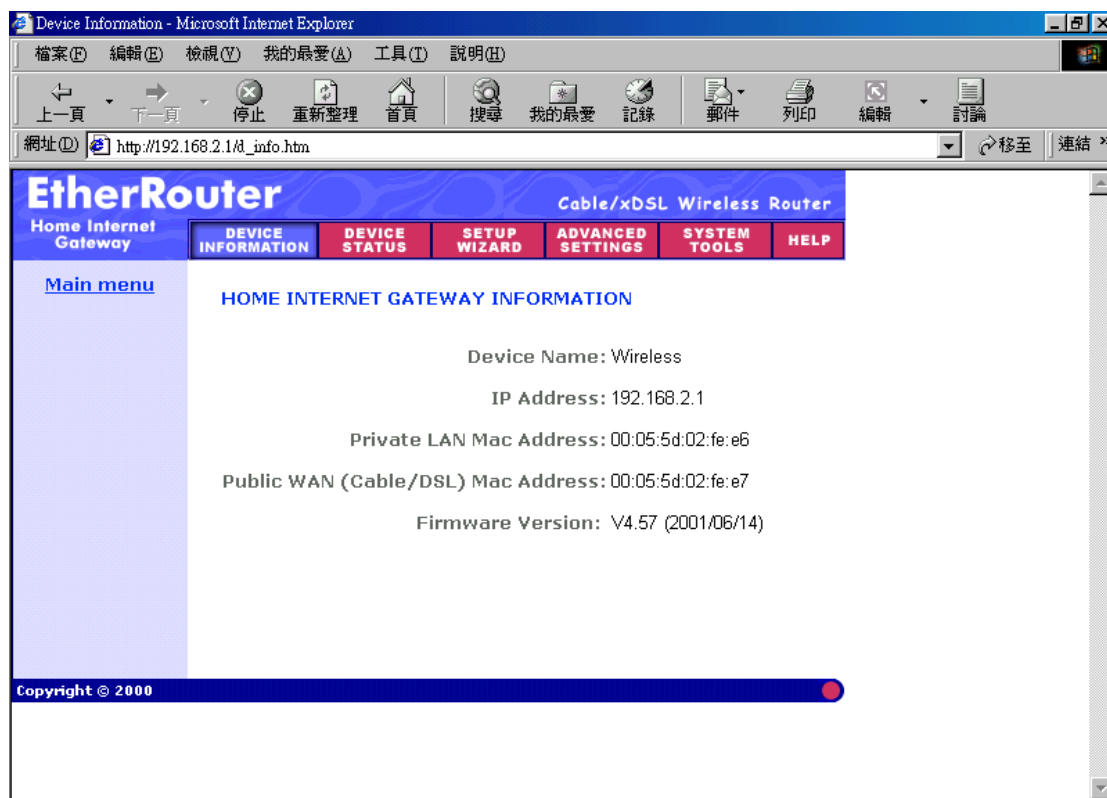 Device Information - Microsoft Internet Explorer
檔案(F) 編輯(E) 檢視(V) 我的最愛(A) 工具(T) 說明(H)
上一頁 下一頁 停止 重新整理 首頁 搜尋 我的最愛 記錄 郵件 列印 編輯 討論
網址(D) http://192.168.2.1/d_info.htm 移至 連結 »
EtherRouter
Cable/xDSL Wireless Router
Home Internet
Gateway
DEVICE INFORMATION DEVICE STATUS SETUP WIZARD ADVANCED SETTINGS SYSTEM TOOLS HELP
Main menu
HOME INTERNET GATEWAY INFORMATION
Device Name: Wireless
IP Address: 192.168.2.1
Private LAN Mac Address: 00:05:5d:02:fe:e6
Public WAN (Cable/DSL) Mac Address: 00:05:5d:02:fe:e7
Firmware Version: V4.57 (2001/06/14)
Copyright © 2000